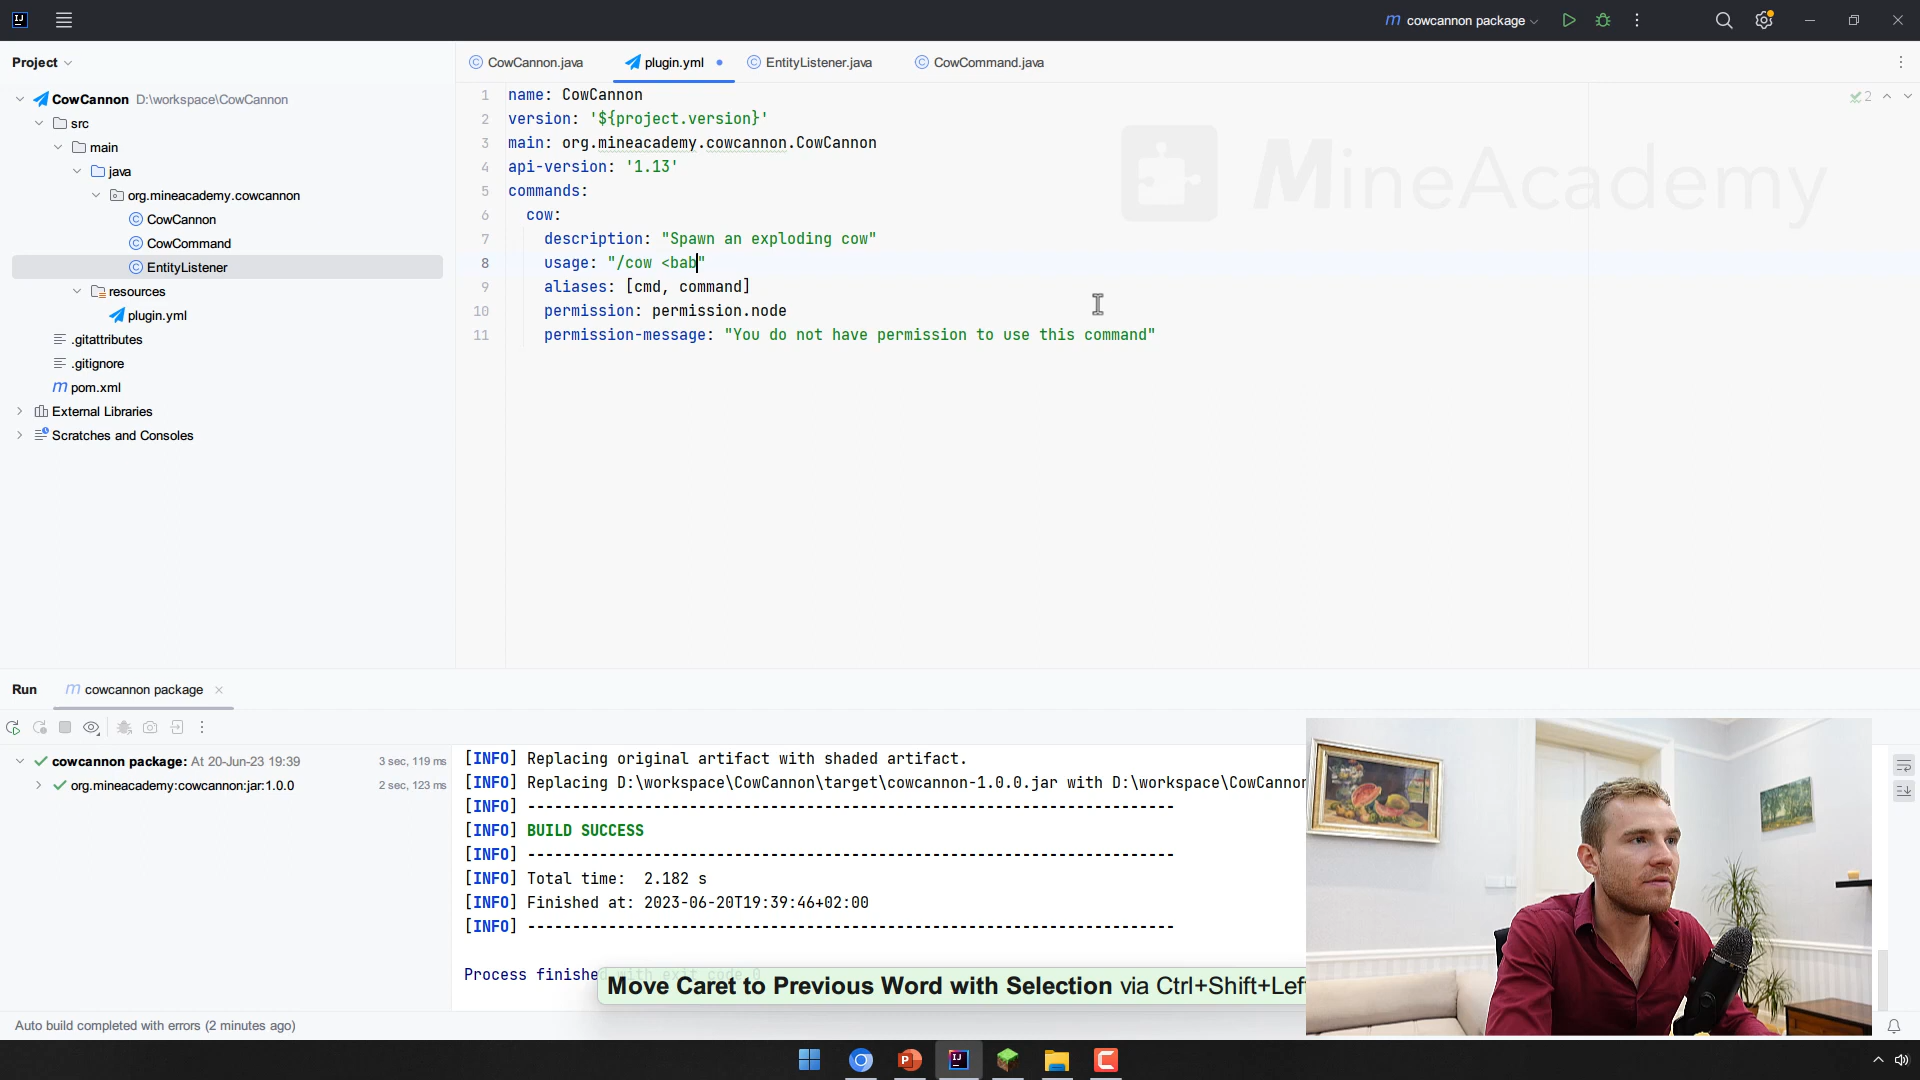 cowcannon package
Project
CowCannon.java
plugin.yml
EntityListener.java
CowCommand.java
CowCannon D:\workspace\CowCannon
src
main
java
org.mineacademy.cowcannon
CowCannon
CowCommand
EntityListener
resources
plugin.yml
.gitattributes
.gitignore
pom.xml
External Libraries
Scratches and Consoles
1 name: CowCannon
2 version: '${project.version}'
3 main: org.mineacademy.cowcannon.CowCannon
4 api-version: '1.13'
5 commands:
6 cow:
7 description: "Spawn an exploding cow"
8 usage: "/cow <bab"
9 aliases: [cmd, command]
10 permission: permission.node
11 permission-message: "You do not have permission to use this command"
2
MineAcademy
Run
cowcannon package
cowcannon package: At 20-Jun-23 19:39 3 sec, 119 ms
org.mineacademy:cowcannon:jar:1.0.0 2 sec, 123 ms
[INFO] Replacing original artifact with shaded artifact.
[INFO] Replacing D:\workspace\CowCannon\target\cowcannon-1.0.0.jar with D:\workspace\CowCannon
[INFO] ------------------------------------------------------------------------
[INFO] BUILD SUCCESS
[INFO] ------------------------------------------------------------------------
[INFO] Total time:  2.182 s
[INFO] Finished at: 2023-06-20T19:39:46+02:00
[INFO] ------------------------------------------------------------------------
Process finished with exit code 0
Move Caret to Previous Word with Selection via Ctrl+Shift+Lef
Auto build completed with errors (2 minutes ago)